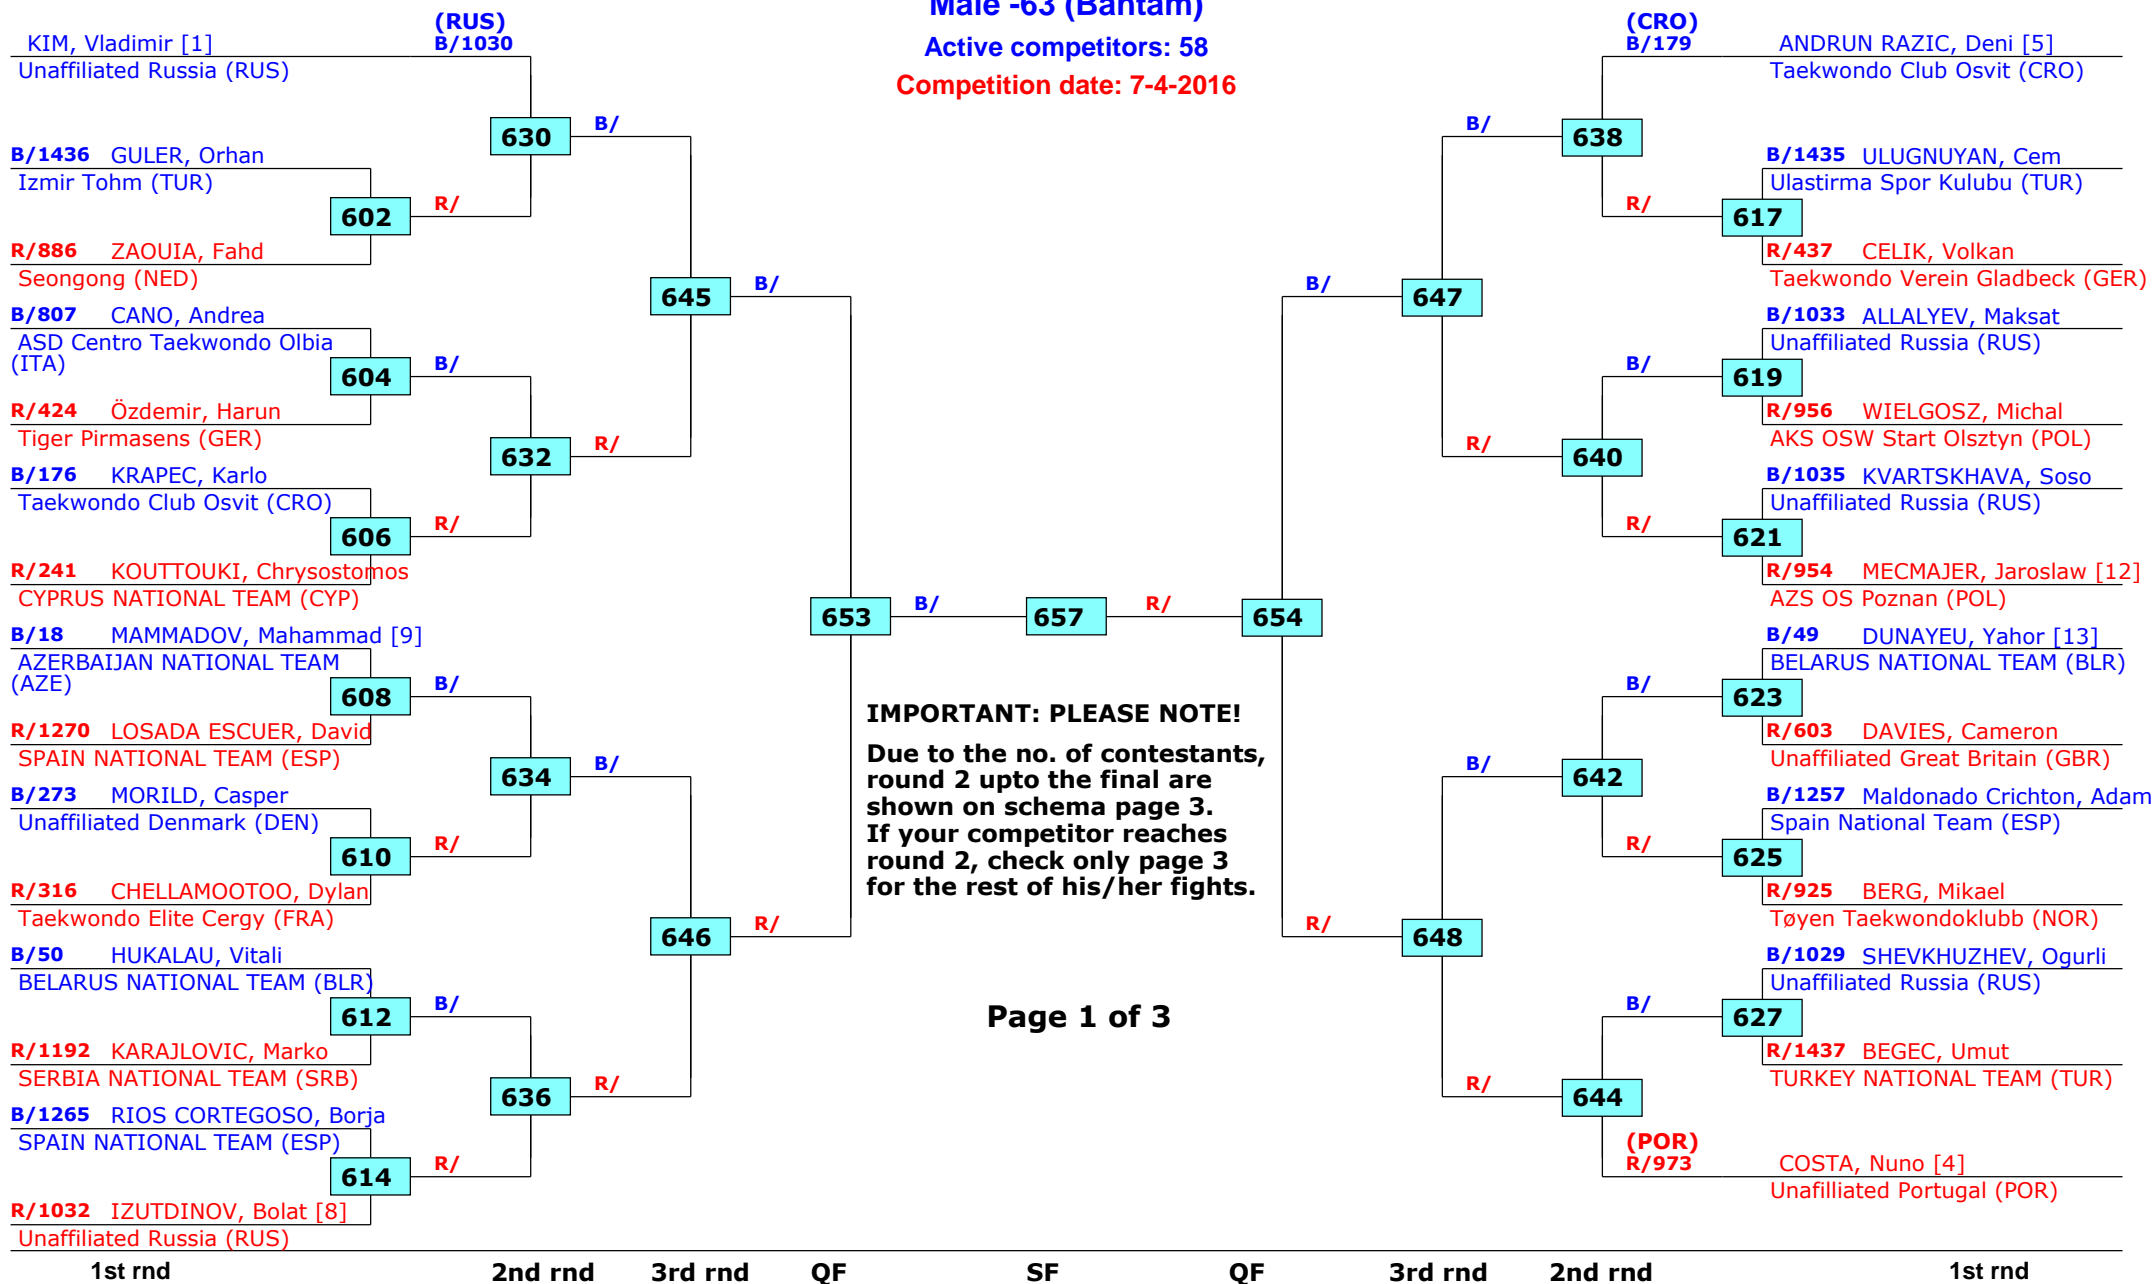 Male -63 (Bantam)
Active competitors: 58
Competition date: 7-4-2016
(RUS)
KIM, Vladimir [1] B/1030
Unaffiliated Russia (RUS)
630
B/
B/1436 GULER, Orhan
Izmir Tohm (TUR)
602
R/
R/886 ZAOUIA, Fahd
Seongong (NED)
645
B/
B/807 CANO, Andrea
ASD Centro Taekwondo Olbia
(ITA)
604
B/
R/424 Özdemir, Harun
Tiger Pirmasens (GER)
632
R/
B/176 KRAPEC, Karlo
Taekwondo Club Osvit (CRO)
606
R/
R/241 KOUTTOUKI, Chrysostomos
CYPRUS NATIONAL TEAM (CYP)
653
B/
657
R/
654
B/18 MAMMADOV, Mahammad [9]
AZERBAIJAN NATIONAL TEAM
(AZE)
608
B/
R/1270 LOSADA ESCUER, David
SPAIN NATIONAL TEAM (ESP)
634
B/
B/273 MORILD, Casper
Unaffiliated Denmark (DEN)
610
R/
R/316 CHELLAMOOTOO, Dylan
Taekwondo Elite Cergy (FRA)
646
R/
B/50 HUKALAU, Vitali
BELARUS NATIONAL TEAM (BLR)
612
B/
R/1192 KARAJLOVIC, Marko
SERBIA NATIONAL TEAM (SRB)
636
R/
B/1265 RIOS CORTEGOSO, Borja
SPAIN NATIONAL TEAM (ESP)
614
R/
R/1032 IZUTDINOV, Bolat [8]
Unaffiliated Russia (RUS)
IMPORTANT: PLEASE NOTE!
Due to the no. of contestants,
round 2 upto the final are
shown on schema page 3.
If your competitor reaches
round 2, check only page 3
for the rest of his/her fights.
Page 1 of 3
(CRO)
B/179 ANDRUN RAZIC, Deni [5]
Taekwondo Club Osvit (CRO)
B/
638
B/1435 ULUGNUYAN, Cem
Ulastirma Spor Kulubu (TUR)
R/
617
R/437 CELIK, Volkan
Taekwondo Verein Gladbeck (GER)
B/
647
B/1033 ALLALYEV, Maksat
Unaffiliated Russia (RUS)
B/
619
R/956 WIELGOSZ, Michal
AKS OSW Start Olsztyn (POL)
R/
640
B/1035 KVARTSKHAVA, Soso
Unaffiliated Russia (RUS)
R/
621
R/954 MECMAJER, Jaroslaw [12]
AZS OS Poznan (POL)
B/49 DUNAYEU, Yahor [13]
BELARUS NATIONAL TEAM (BLR)
B/
623
R/603 DAVIES, Cameron
Unaffiliated Great Britain (GBR)
B/
642
B/1257 Maldonado Crichton, Adam
Spain National Team (ESP)
R/
625
R/925 BERG, Mikael
Tøyen Taekwondoklubb (NOR)
R/
648
B/1029 SHEVKHUZHEV, Ogurli
Unaffiliated Russia (RUS)
B/
627
R/1437 BEGEC, Umut
TURKEY NATIONAL TEAM (TUR)
R/
644
(POR)
R/973 COSTA, Nuno [4]
Unafilliated Portugal (POR)
1st rnd 2nd rnd 3rd rnd QF SF QF 3rd rnd 2nd rnd 1st rnd